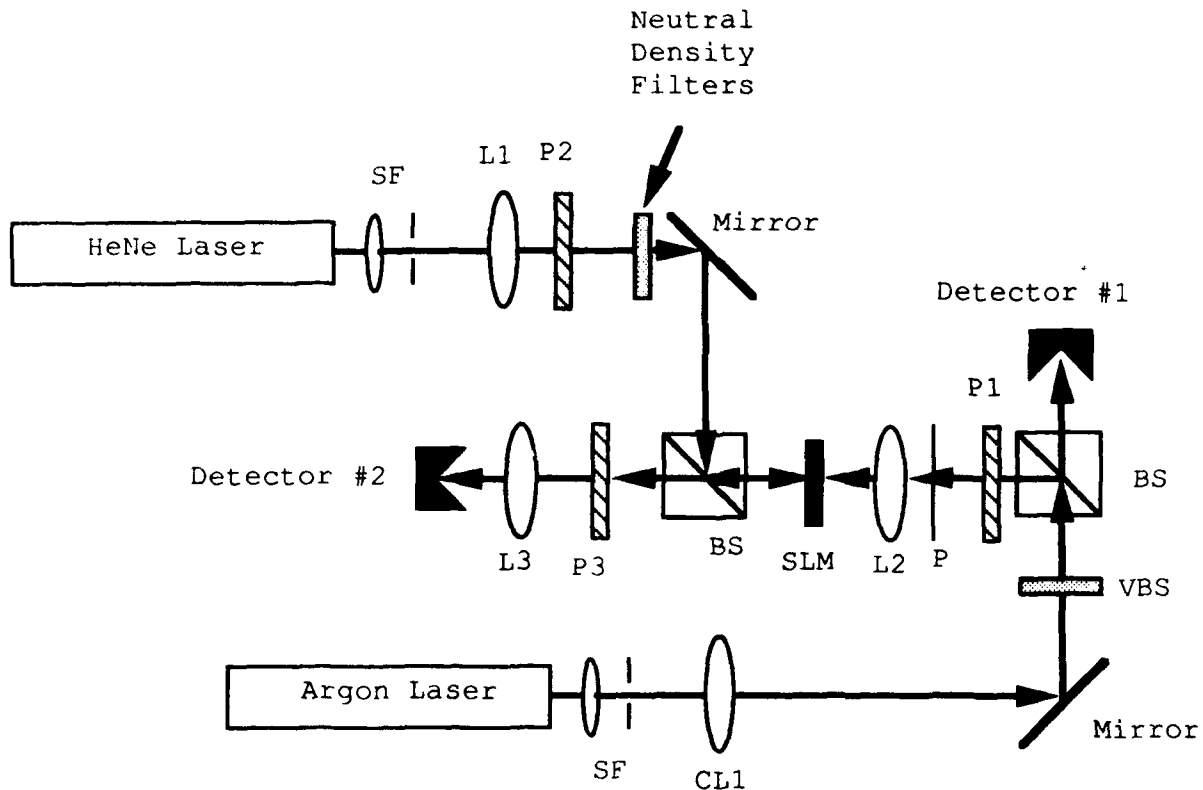 Neutral
Density
Filters
L1
P2
SF
Mirror
HeNe Laser
Detector #1
P1
Detector #2
BS
L3
P3
BS
SLM
L2
P
VBS
Argon Laser
Mirror
SF
CL1